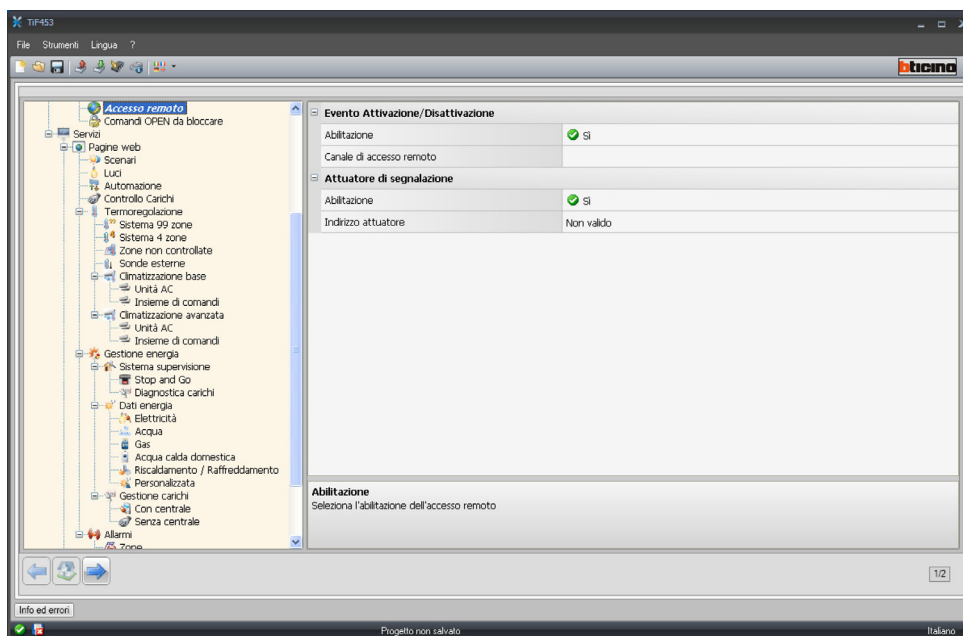 TiF453
File Strumenti Lingua ?
bticino
Accesso remoto
Comandi OPEN da bloccare
Servizi
Pagine web
Scenari
Luci
Automazione
Controllo Carichi
Termoregolazione
Sistema 99 zone
Sistema 4 zone
Zone non controllate
Sonde esterne
Climatizzazione base
Unità AC
Insieme di comandi
Climatizzazione avanzata
Unità AC
Insieme di comandi
Gestione energia
Sistema supervisione
Stop and Go
Diagnostica carichi
Dati energia
Elettricità
Acqua
Gas
Acqua calda domestica
Riscaldamento / Raffreddamento
Personalizzata
Gestione carichi
Con centrale
Senza centrale
Allarmi
Zone
Evento Attivazione/Disattivazione
Abilitazione Sì
Canale di accesso remoto
Attuatore di segnalazione
Abilitazione Sì
Indirizzo attuatore Non valido
Abilitazione
Seleziona l'abilitazione dell'accesso remoto
1/2
Info ed errori
Progetto non salvato Italiano